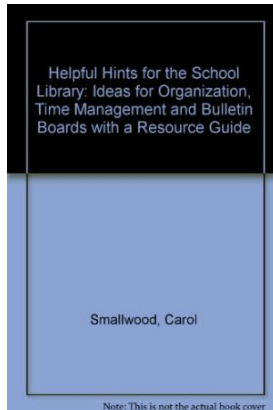 Helpful Hints for the School
Library: Ideas for Organization,
Time Management and Bulletin
Boards with a Resource Guide
Smallwood, Carol
Note: This is not the actual book cover